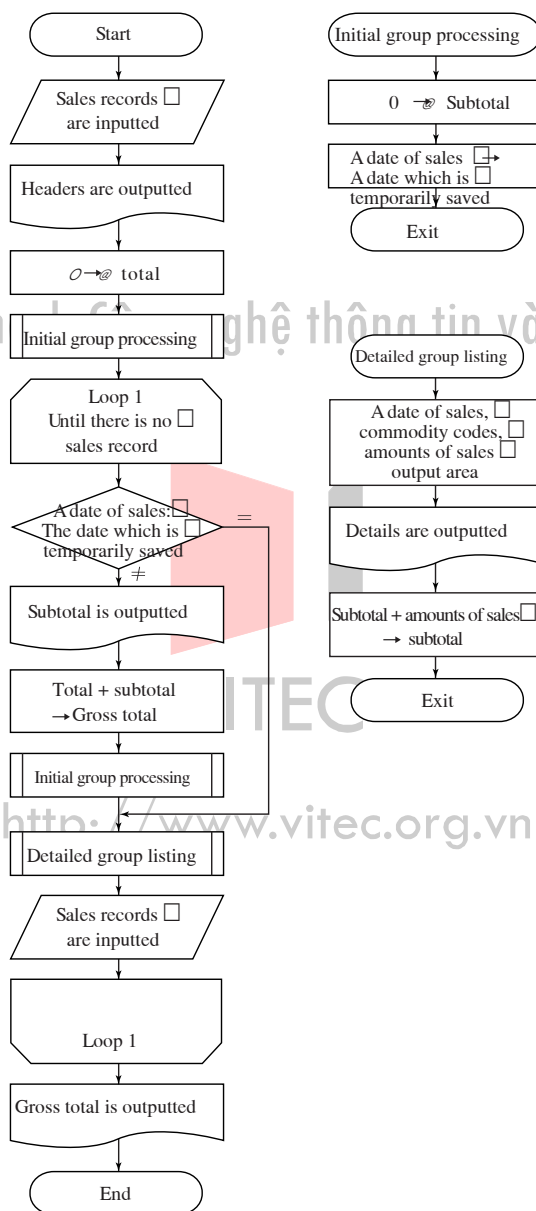 Start
Sales records □
are inputted
Headers are outputted
0 → @ total
Initial group processing
Loop 1
Until there is no □
sales record
A date of sales:□
The date which is □
temporarily saved
=
≠
Subtotal is outputted
Total + subtotal
→ Gross total
Initial group processing
Detailed group listing
Sales records □
are inputted
Loop 1
Gross total is outputted
End
Initial group processing
0 → @ Subtotal
A date of sales □→
A date which is □
temporarily saved
Exit
Detailed group listing
A date of sales, □
commodity codes, □
amounts of sales □
output area
Details are outputted
Subtotal + amounts of sales□
→ subtotal
Exit
nghệ thông tin và
VITEC
http://www.vitec.org.vn